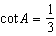 cot A = 1/3